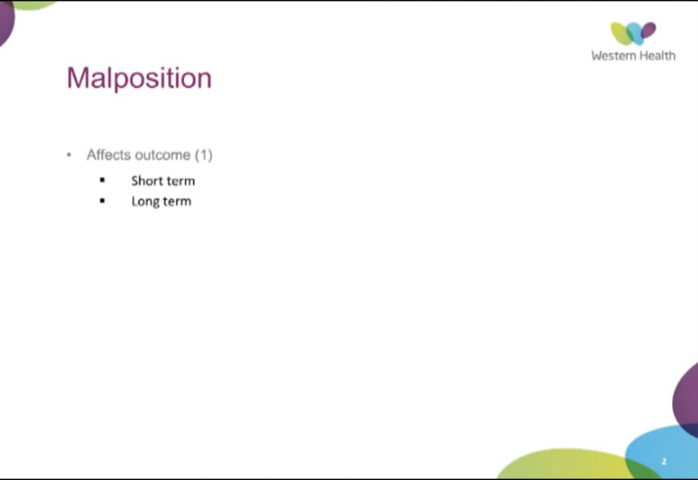 Western Health
Malposition
• Affects outcome (1)
▪ Short term
▪ Long term
2